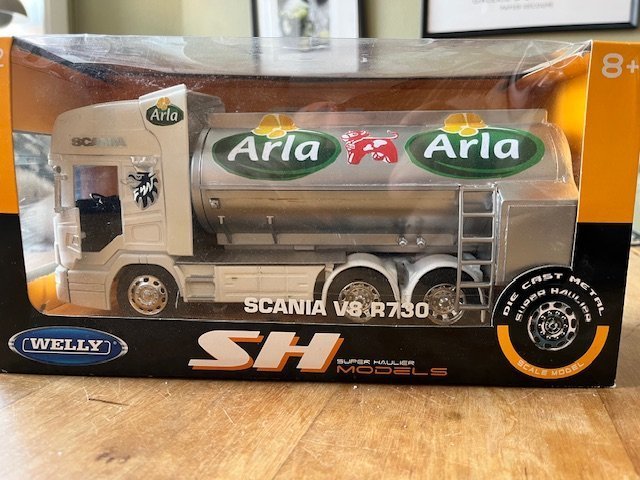 8+
Arla
SCANIA
Arla
Arla
SCANIA V8 R730
WELLY
SH
SUPER HAULIER
MODELS
DIE CAST METAL
SUPER HAULIER
SCALE MODEL